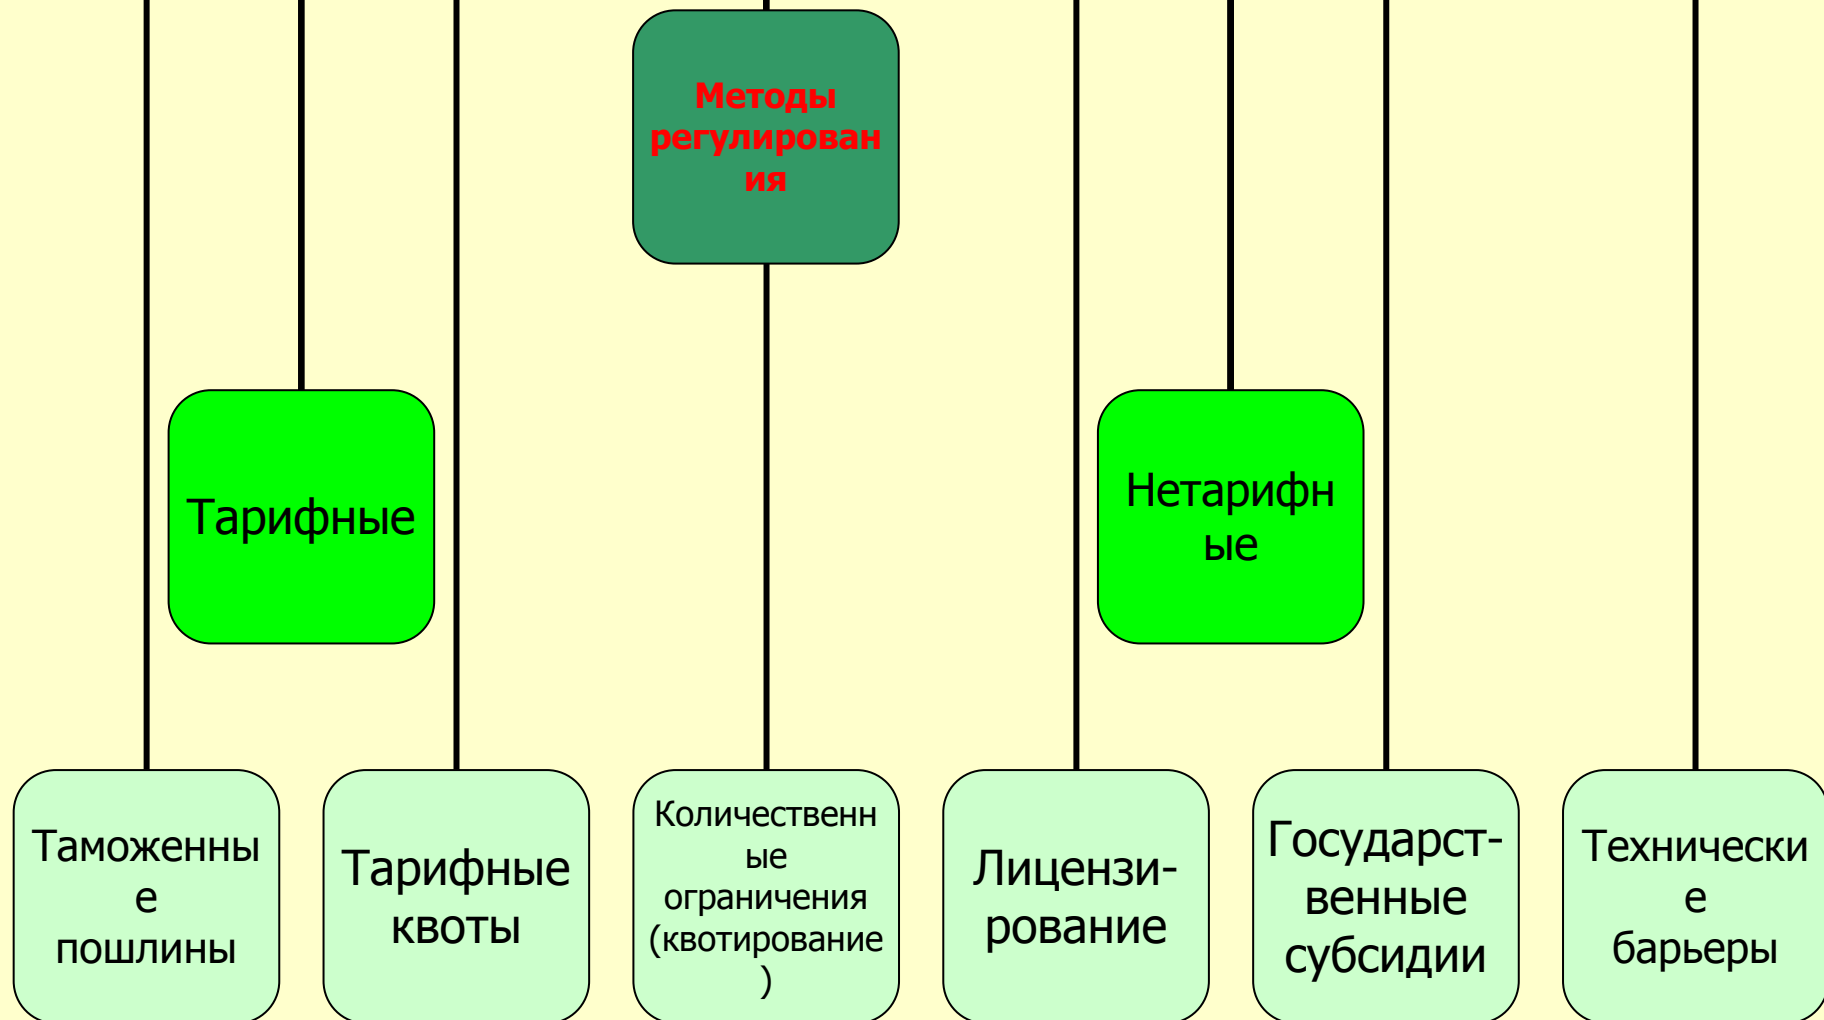 Методы
регулирован
ия
Тарифные
Нетарифн
ые
Таможенны
е
пошлины
Тарифные
квоты
Количественн
ые
ограничения
(квотирование
)
Лицензи-
рование
Государст-
венные
субсидии
Технически
е
барьеры